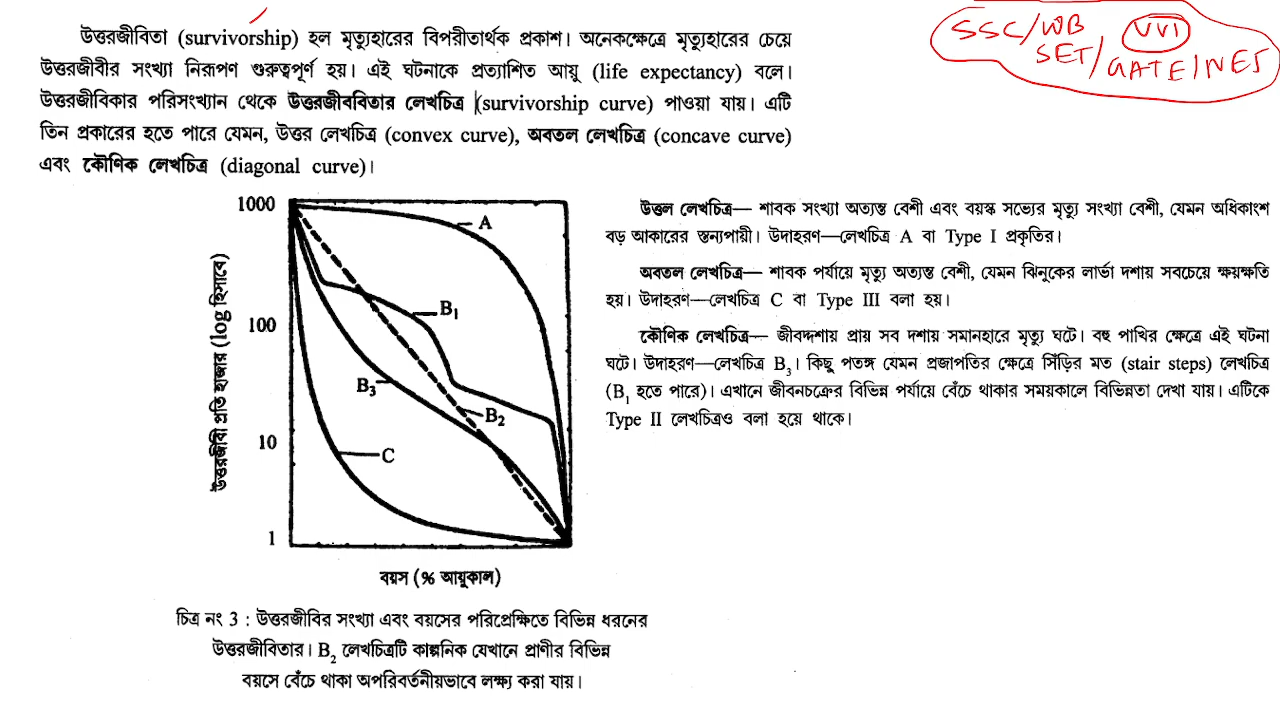 উত্তরজীবিতা (survivorship) হল মৃত্যুহারের বিপরীতার্থক প্রকাশ। অনেকক্ষেত্রে মৃত্যুহারের চেয়ে
উত্তরজীবীর সংখ্যা নিরূপণ গুরুত্বপূর্ণ হয়। এই ঘটনাকে প্রত্যাশিত আয়ু (life expectancy) বলে।
উত্তরজীবিকার পরিসংখ্যান থেকে উত্তরজীববিতার লেখচিত্র (survivorship curve) পাওয়া যায়। এটি
তিন প্রকারের হতে পারে যেমন, উত্তর লেখচিত্র (convex curve), অবতল লেখচিত্র (concave curve)
এবং কৌণিক লেখচিত্র (diagonal curve)।
SSC/WB
VVI
SET/
GATE/NET
1000
100
10
1
A
B1
B3
B2
C
উত্তরজীবী প্রতি হাজার (log হিসাবে)
বয়স (% আয়ুকাল)
চিত্র নং 3 : উত্তরজীবির সংখ্যা এবং বয়সের পরিপ্রেক্ষিতে বিভিন্ন ধরনের
উত্তরজীবিতার। B2 লেখচিত্রটি কাল্পনিক যেখানে প্রাণীর বিভিন্ন
বয়সে বেঁচে থাকা অপরিবর্তনীয়ভাবে লক্ষ্য করা যায়।
উত্তল লেখচিত্র— শাবক সংখ্যা অত্যন্ত বেশী এবং বয়স্ক সভ্যের মৃত্যু সংখ্যা বেশী, যেমন অধিকাংশ
বড় আকারের স্তন্যপায়ী। উদাহরণ—লেখচিত্র A বা Type I প্রকৃতির।
অবতল লেখচিত্র— শাবক পর্যায়ে মৃত্যু অত্যন্ত বেশী, যেমন ঝিনুকের লার্ভা দশায় সবচেয়ে ক্ষয়ক্ষতি
হয়। উদাহরণ—লেখচিত্র C বা Type III বলা হয়।
কৌণিক লেখচিত্র— জীবদ্দশায় প্রায় সব দশায় সমানহারে মৃত্যু ঘটে। বহু পাখির ক্ষেত্রে এই ঘটনা
ঘটে। উদাহরণ—লেখচিত্র B3। কিছু পতঙ্গ যেমন প্রজাপতির ক্ষেত্রে সিঁড়ির মত (stair steps) লেখচিত্র
(B1 হতে পারে)। এখানে জীবনচক্রের বিভিন্ন পর্যায়ে বেঁচে থাকার সময়কালে বিভিন্নতা দেখা যায়। এটিকে
Type II লেখচিত্রও বলা হয়ে থাকে।